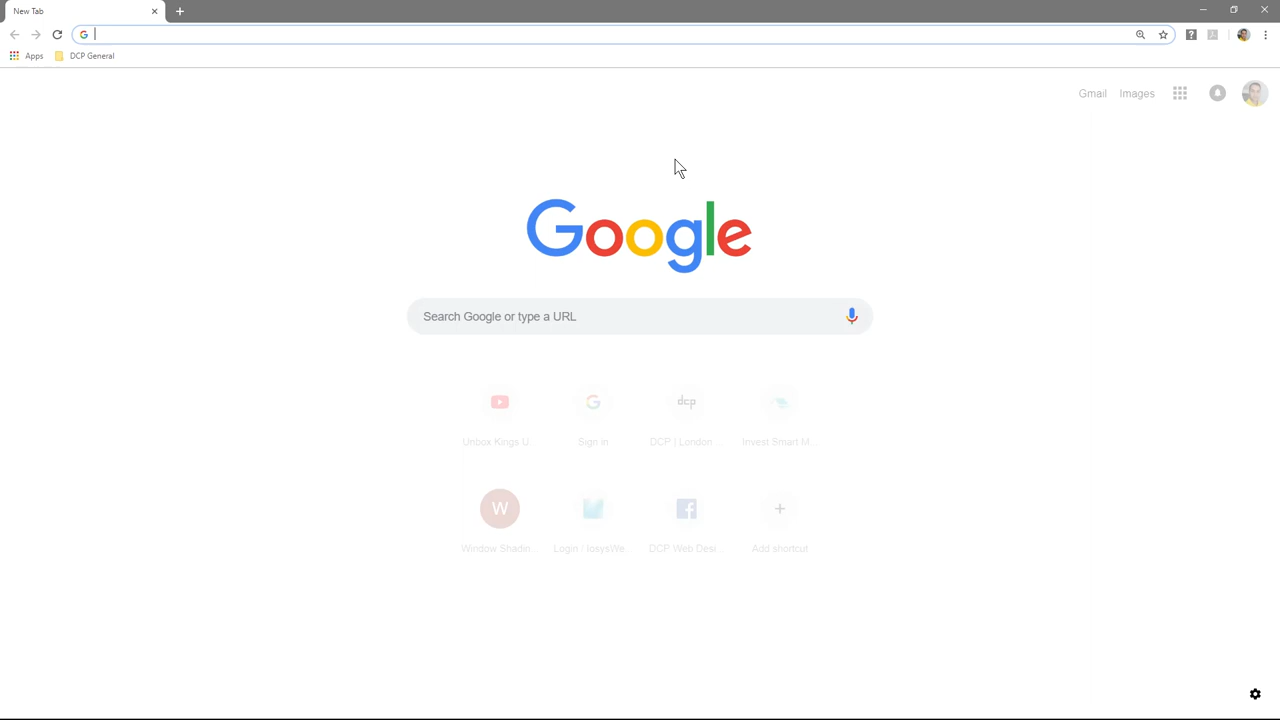 New Tab
Apps
DCP General
Gmail
Images
Google
Search Google or type a URL
dcp
Unbox Kings U
Sign in
DCP | London
Invest Smart M...
W
Window Shadin...
Login / IosysWe...
DCP Web Desi...
Add shortcut